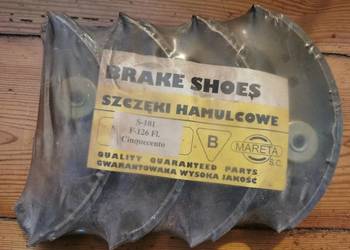 BRAKE SHOES
SZCZĘKI HAMULCOWE
S-101
F-126 FL
Cinquecento
B
MARETA
S.C.
QUALITY GUARANTEED PARTS
GWARANTOWANA WYSOKA JAKOŚĆ